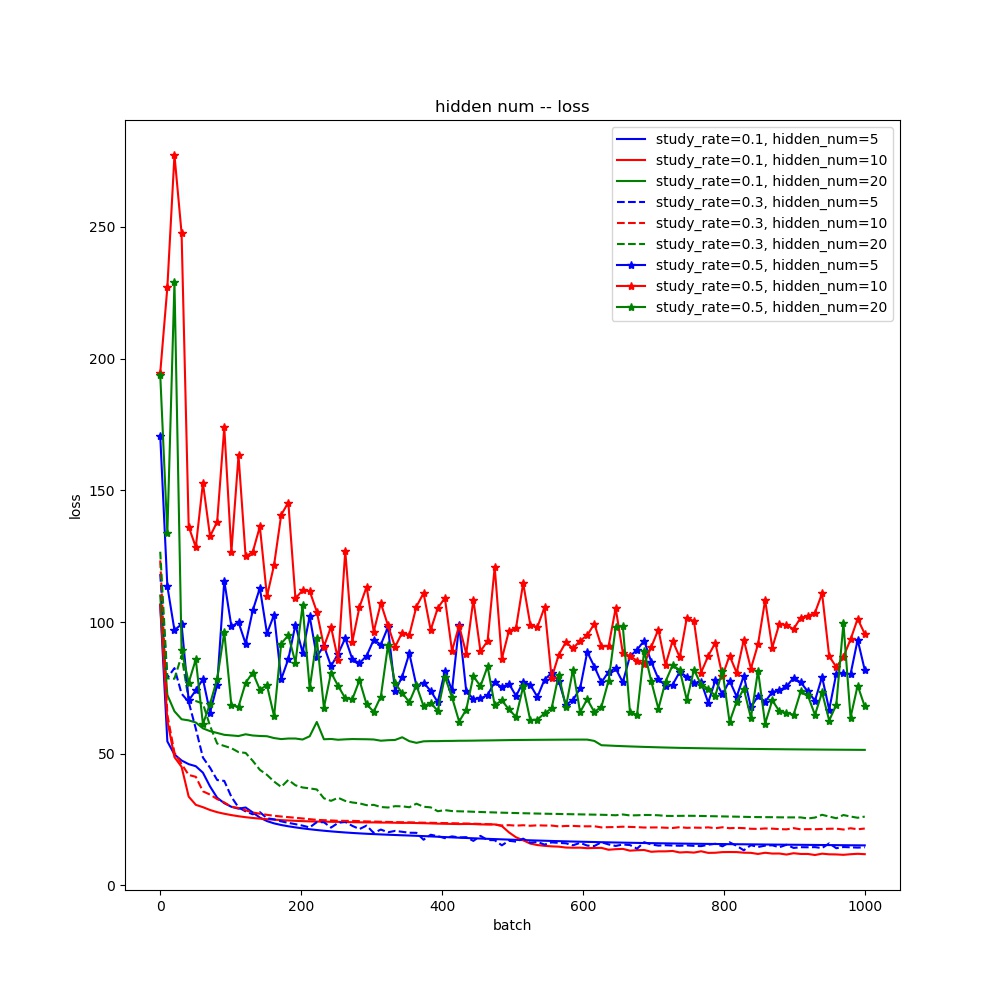 hidden num -- loss
study_rate=0.1, hidden_num=5
study_rate=0.1, hidden_num=10
study_rate=0.1, hidden_num=20
study_rate=0.3, hidden_num=5
study_rate=0.3, hidden_num=10
study_rate=0.3, hidden_num=20
study_rate=0.5, hidden_num=5
study_rate=0.5, hidden_num=10
study_rate=0.5, hidden_num=20
250
200
150
100
50
0
loss
0 200 400 600 800 1000
batch